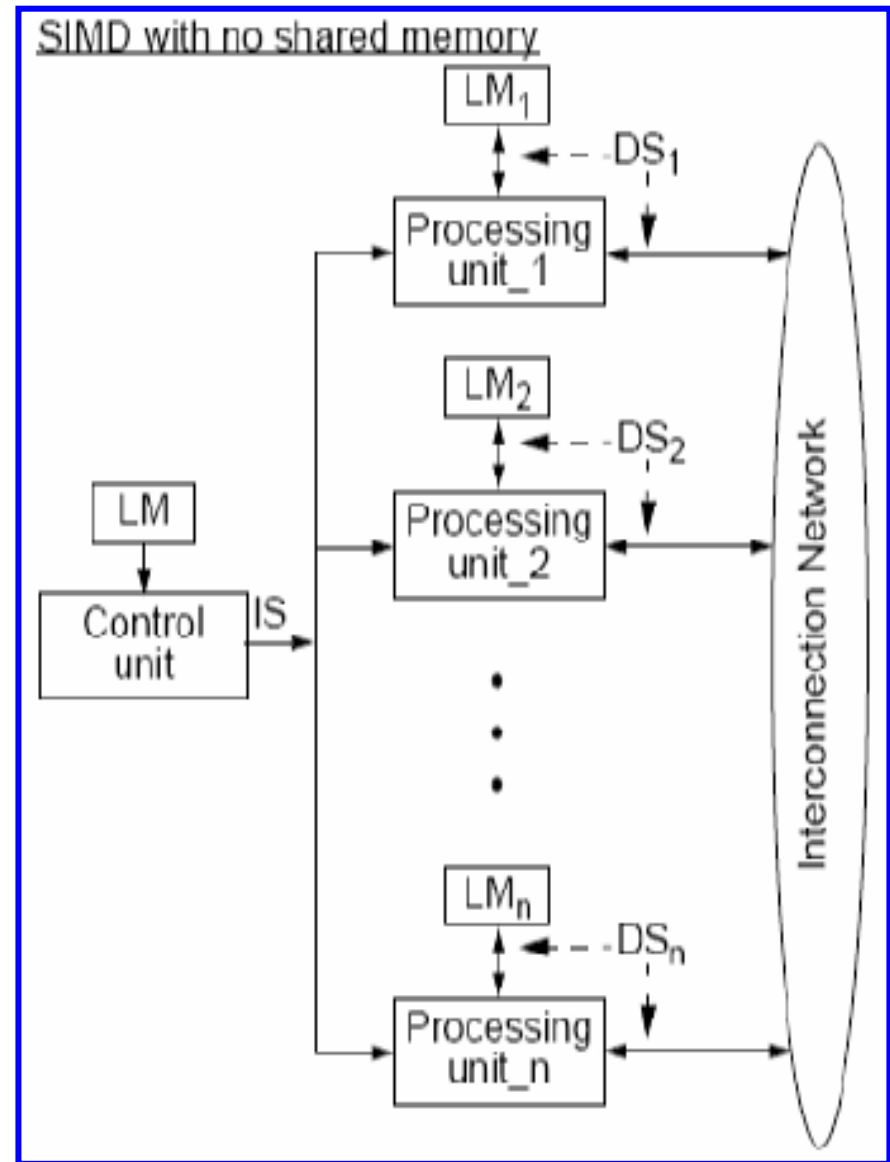 SIMD with no shared memory
LM₁
DS₁
Processing
unit_1
LM₂
DS₂
Processing
unit_2
LM
Control
unit
IS
LMₙ
DSₙ
Processing
unit_n
Interconnection Network